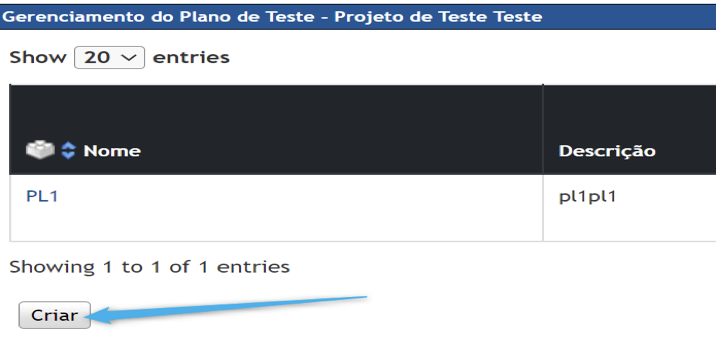 Gerenciamento do Plano de Teste - Projeto de Teste Teste
Show 20 entries
Nome Descrição
PL1 pl1pl1
Showing 1 to 1 of 1 entries
Criar